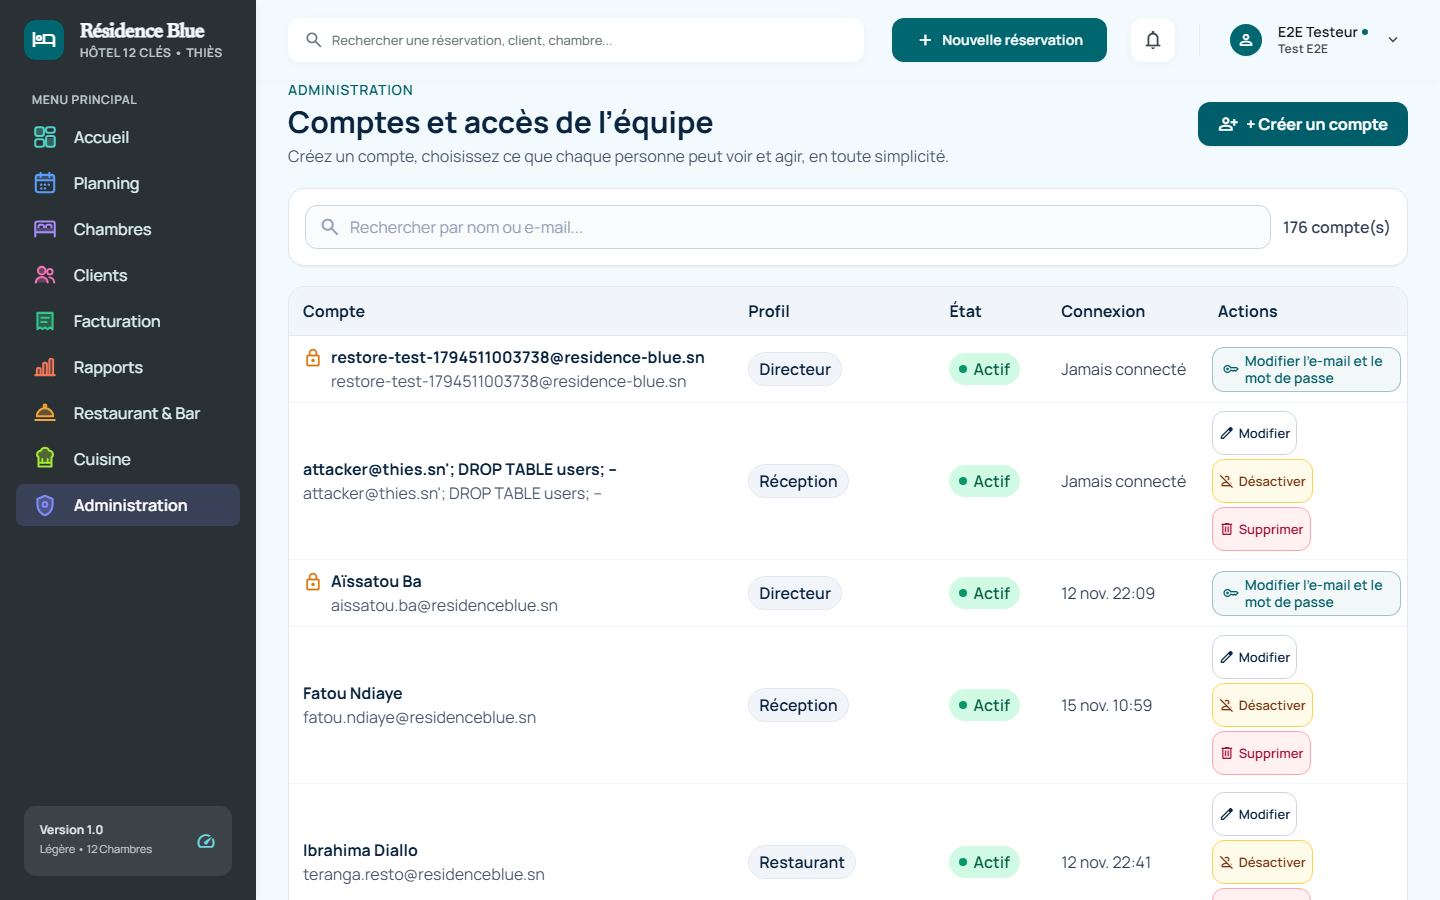 Résidence Blue
HÔTEL 12 CLÉS • THIÈS
MENU PRINCIPAL
Accueil
Planning
Chambres
Clients
Facturation
Rapports
Restaurant & Bar
Cuisine
Administration
Version 1.0
Légère • 12 Chambres
Rechercher une réservation, client, chambre...
+ Nouvelle réservation
E2E Testeur
Test E2E
ADMINISTRATION
Comptes et accès de l’équipe
Créez un compte, choisissez ce que chaque personne peut voir et agir, en toute simplicité.
+ Créer un compte
Rechercher par nom ou e-mail...
176 compte(s)
Compte Profil État Connexion Actions
restore-test-1794511003738@residence-blue.sn
restore-test-1794511003738@residence-blue.sn
Directeur
Actif
Jamais connecté
Modifier l'e-mail et le
mot de passe
attacker@thies.sn'; DROP TABLE users; –
attacker@thies.sn'; DROP TABLE users; –
Réception
Actif
Jamais connecté
Modifier
Désactiver
Supprimer
Aïssatou Ba
aissatou.ba@residenceblue.sn
Directeur
Actif
12 nov. 22:09
Modifier l'e-mail et le
mot de passe
Fatou Ndiaye
fatou.ndiaye@residenceblue.sn
Réception
Actif
15 nov. 10:59
Modifier
Désactiver
Supprimer
Ibrahima Diallo
teranga.resto@residenceblue.sn
Restaurant
Actif
12 nov. 22:41
Modifier
Désactiver